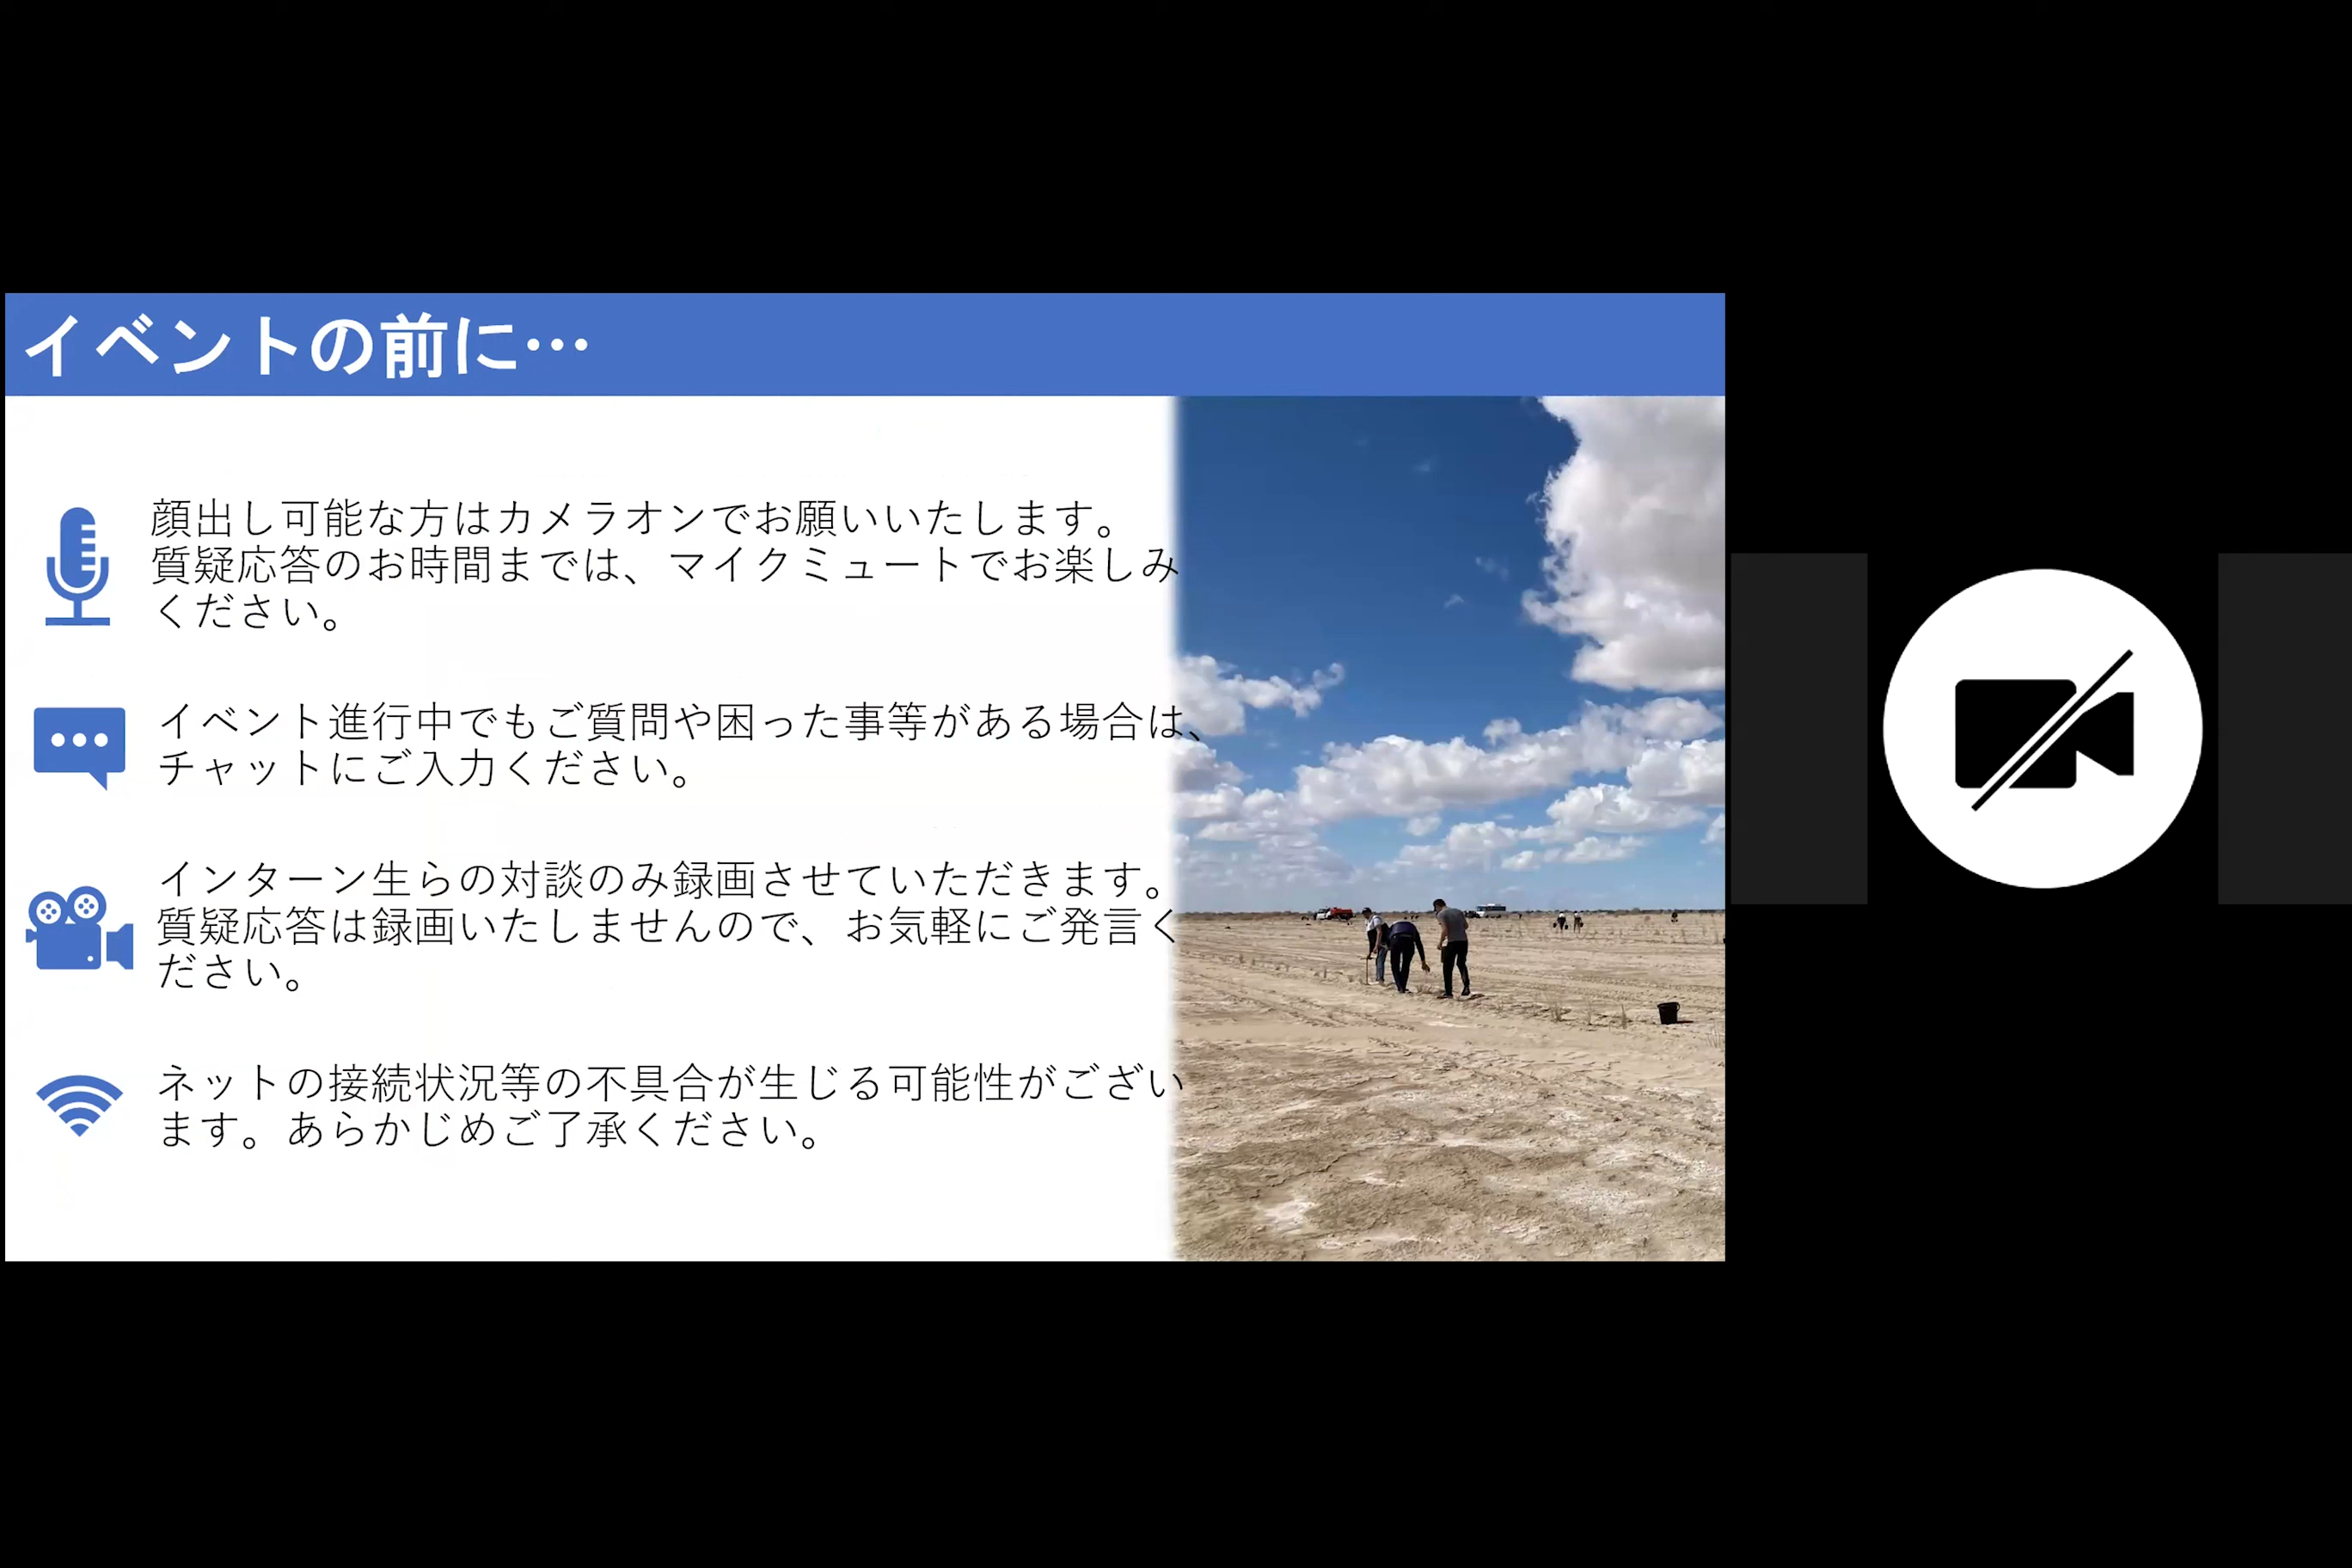 イベントの前に…
顔出し可能な方はカメラオンでお願いいたします。
質疑応答のお時間までは、マイクミュートでお楽しみ
ください。
イベント進行中でもご質問や困った事等がある場合は、
チャットにご入力ください。
インターン生らの対談のみ録画させていただきます。
質疑応答は録画いたしませんので、お気軽にご発言く
ださい。
ネットの接続状況等の不具合が生じる可能性がござい
ます。あらかじめご了承ください。